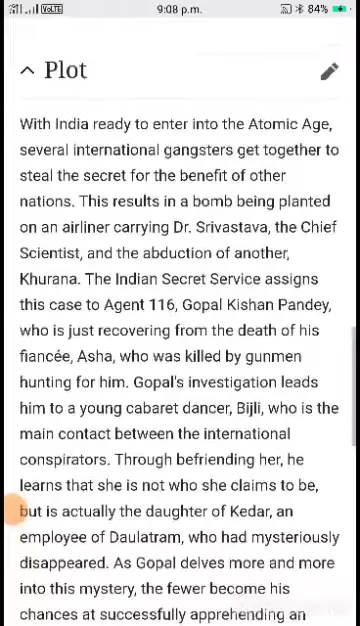 VoLTE 9:08 p.m. 84%
Plot
With India ready to enter into the Atomic Age,
several international gangsters get together to
steal the secret for the benefit of other
nations. This results in a bomb being planted
on an airliner carrying Dr. Srivastava, the Chief
Scientist, and the abduction of another,
Khurana. The Indian Secret Service assigns
this case to Agent 116, Gopal Kishan Pandey,
who is just recovering from the death of his
fiancée, Asha, who was killed by gunmen
hunting for him. Gopal's investigation leads
him to a young cabaret dancer, Bijli, who is the
main contact between the international
conspirators. Through befriending her, he
learns that she is not who she claims to be,
but is actually the daughter of Kedar, an
employee of Daulatram, who had mysteriously
disappeared. As Gopal delves more and more
into this mystery, the fewer become his
chances at successfully apprehending an